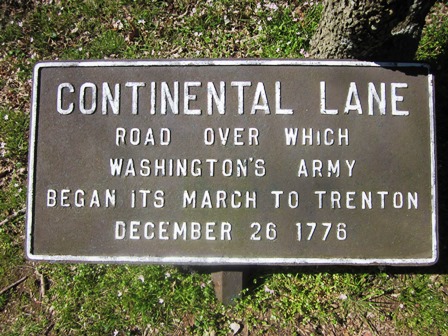 CONTINENTAL LANE
ROAD OVER WHICH
WASHINGTON'S ARMY
BEGAN ITS MARCH TO TRENTON
DECEMBER 26 1776